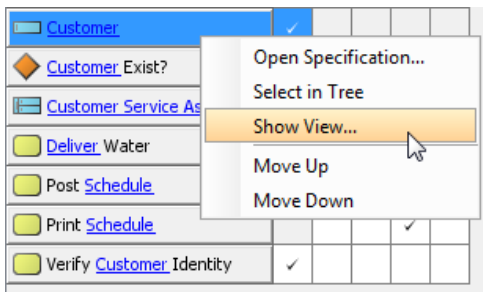 Customer
Customer Exist?
Customer Service As
Deliver Water
Post Schedule
Print Schedule
Verify Customer Identity
Open Specification...
Select in Tree
Show View...
Move Up
Move Down